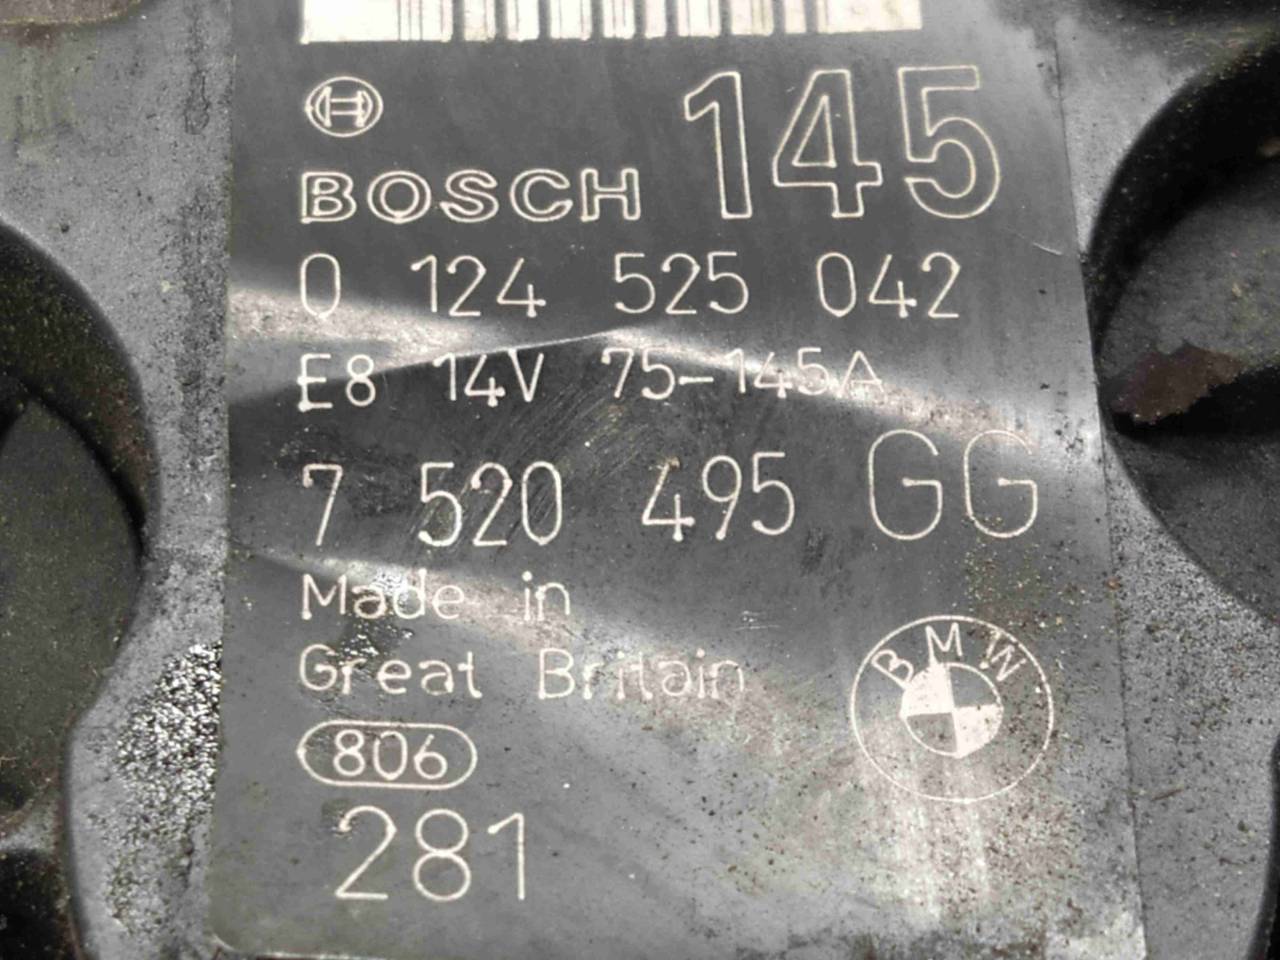 145
BOSCH
0 124 525 042
E8 14V 75-145A
7 520 495 GG
Made in
Great Britain
BMW
806
281